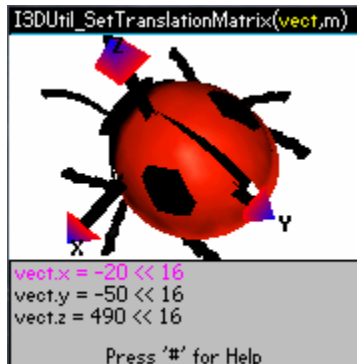 I3DUtil_SetTranslationMatrix(vect,m)
Z
X
Y
vect.x = -20 << 16
vect.y = -50 << 16
vect.z = 490 << 16
Press '#' for Help